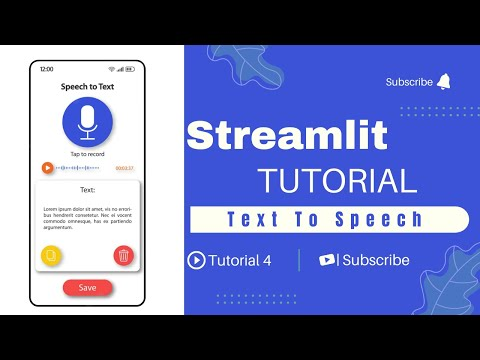 12:00
Speech to Text
Tap to record
00:02:37
Text:
Lorem ipsum dolor sit amet, vis no errori-
bus hendrerit consetetur. Nec ei vocent
commodo omnesque, has ex partiendo
argumentum.
Save
Subscribe
Streamlit
TUTORIAL
Text To Speech
Tutorial 4
| Subscribe